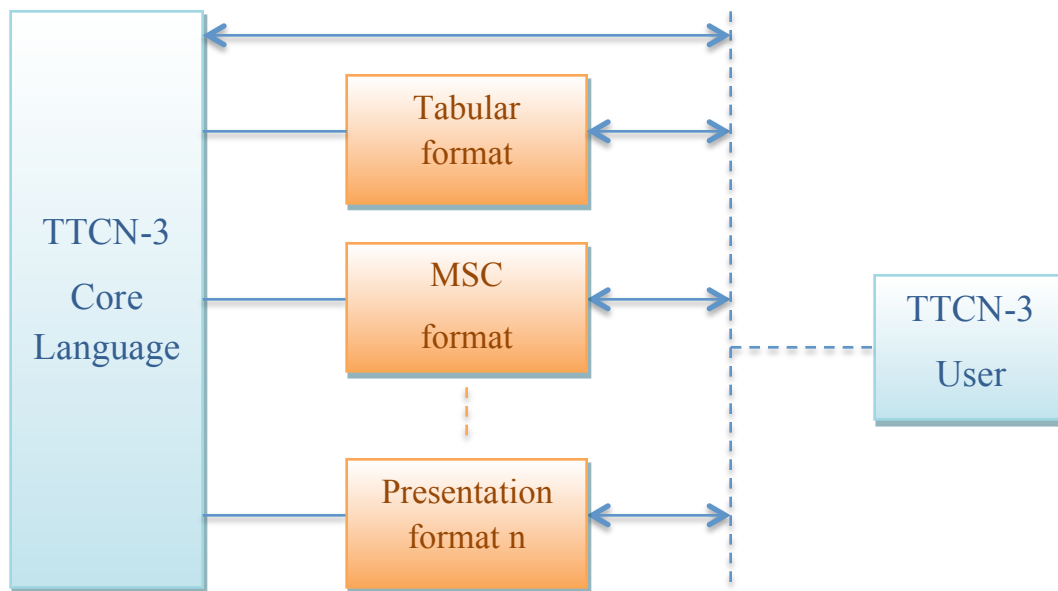 TTCN-3
Core
Language
Tabular
format
MSC
format
Presentation
format n
TTCN-3
User